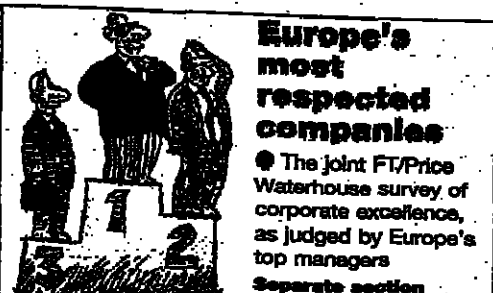 Europe's
most
respected
companies
● The joint FT/Price
Waterhouse survey of
corporate excellence,
as judged by Europe's
top managers
Separate section
1
2
3